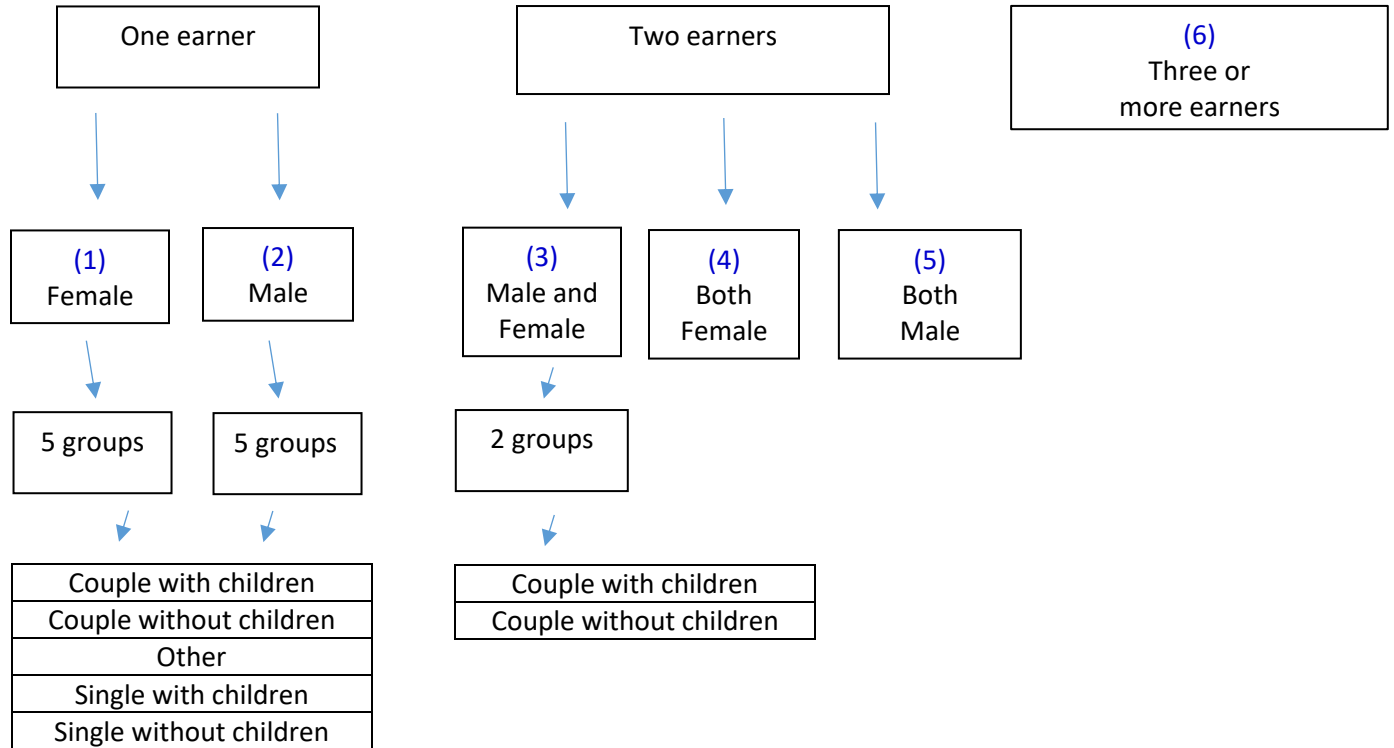 One earner
Two earners
(6)
Three or
more earners
(1)
Female
(2)
Male
(3)
Male and
Female
(4)
Both
Female
(5)
Both
Male
5 groups
5 groups
2 groups
Couple with children
Couple without children
Other
Single with children
Single without children
Couple with children
Couple without children